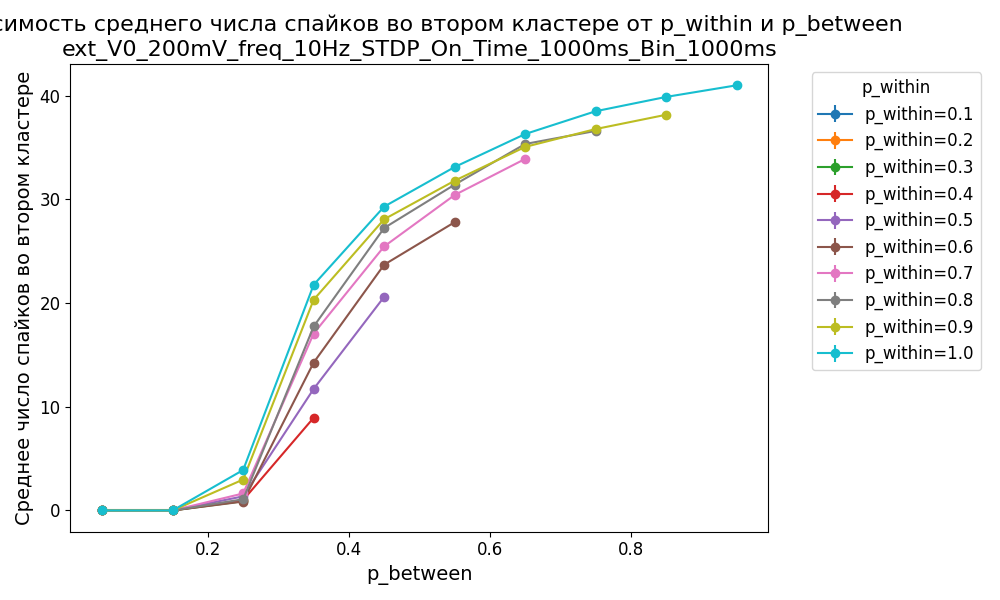 симость среднего числа спайков во втором кластере от p_within и p_between
ext_V0_200mV_freq_10Hz_STDP_On_Time_1000ms_Bin_1000ms
Среднее число спайков во втором кластере
40
30
20
10
0
0.2
0.4
0.6
0.8
p_between
p_within
p_within=0.1
p_within=0.2
p_within=0.3
p_within=0.4
p_within=0.5
p_within=0.6
p_within=0.7
p_within=0.8
p_within=0.9
p_within=1.0